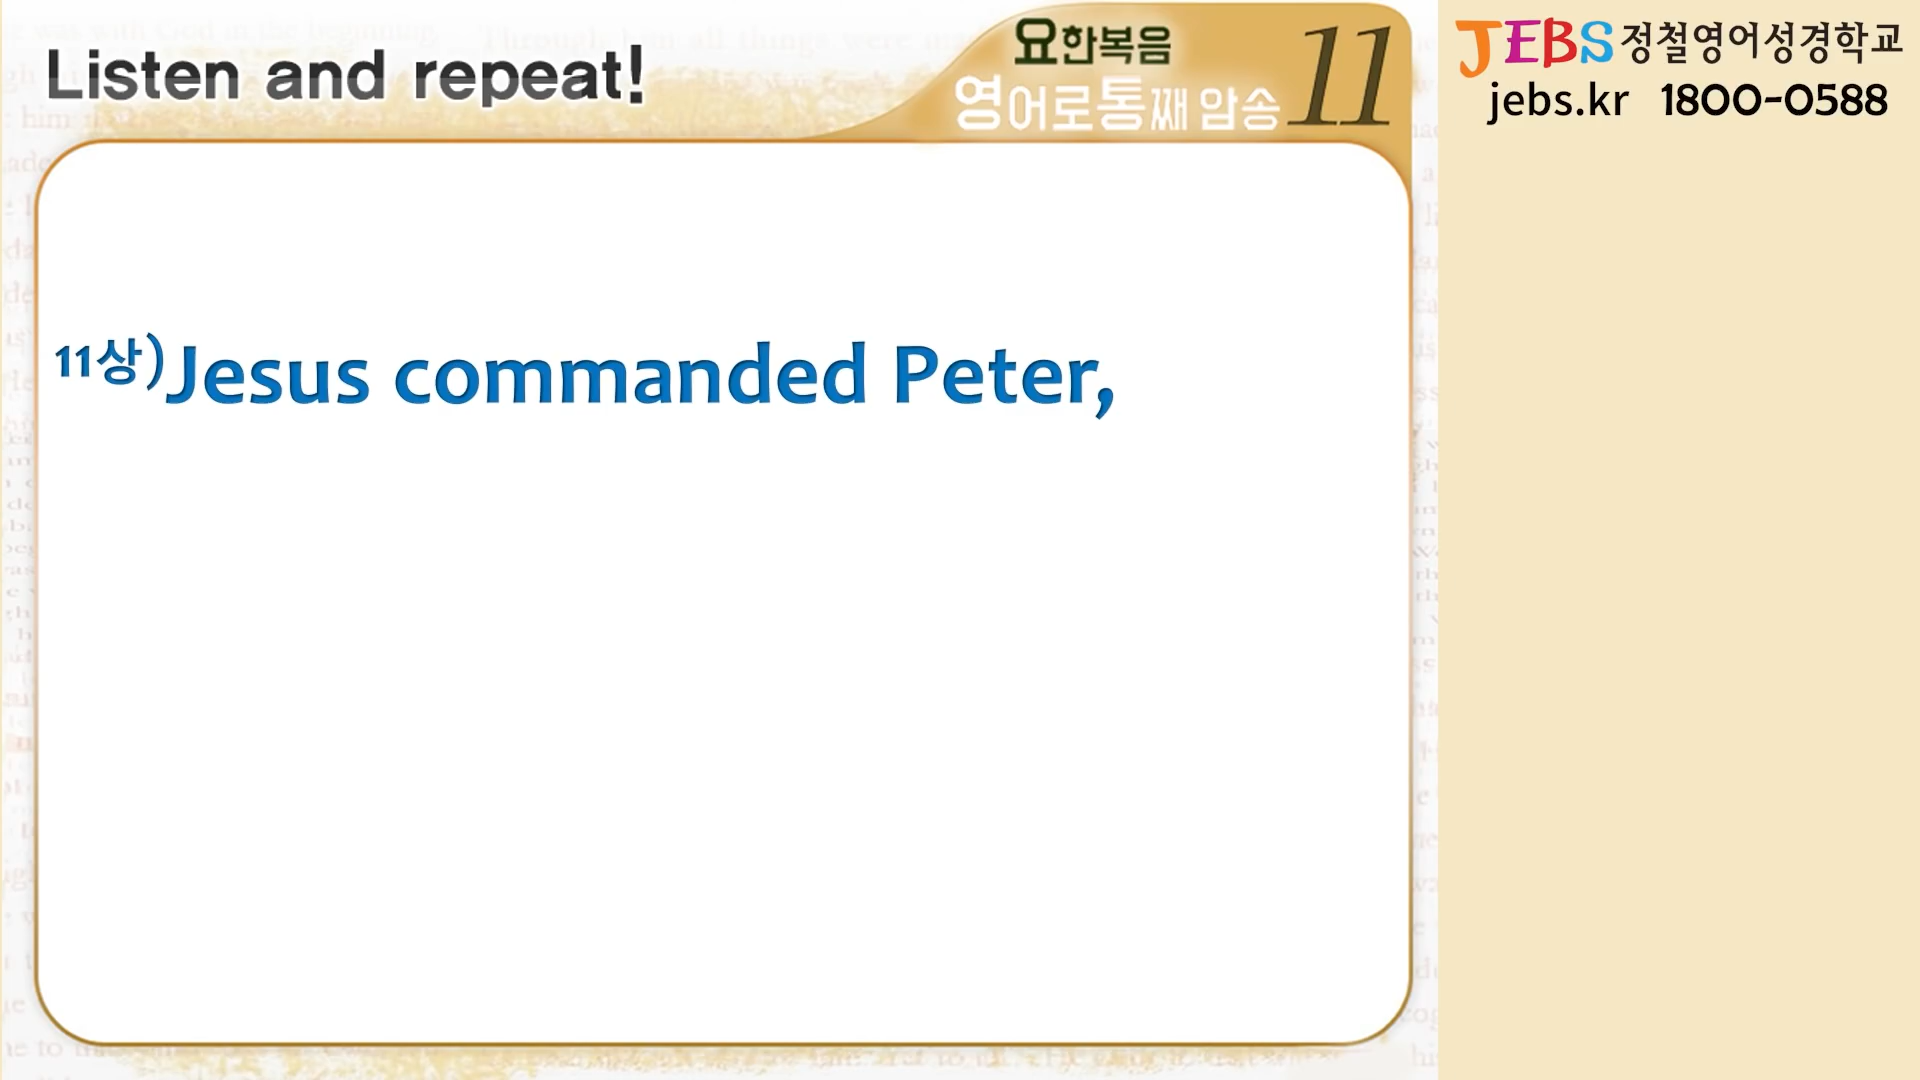 Listen and repeat!
요한복음
영어로통째 암송 11
JEBS 정철영어성경학교
jebs.kr 1800-0588
11상)Jesus commanded Peter,